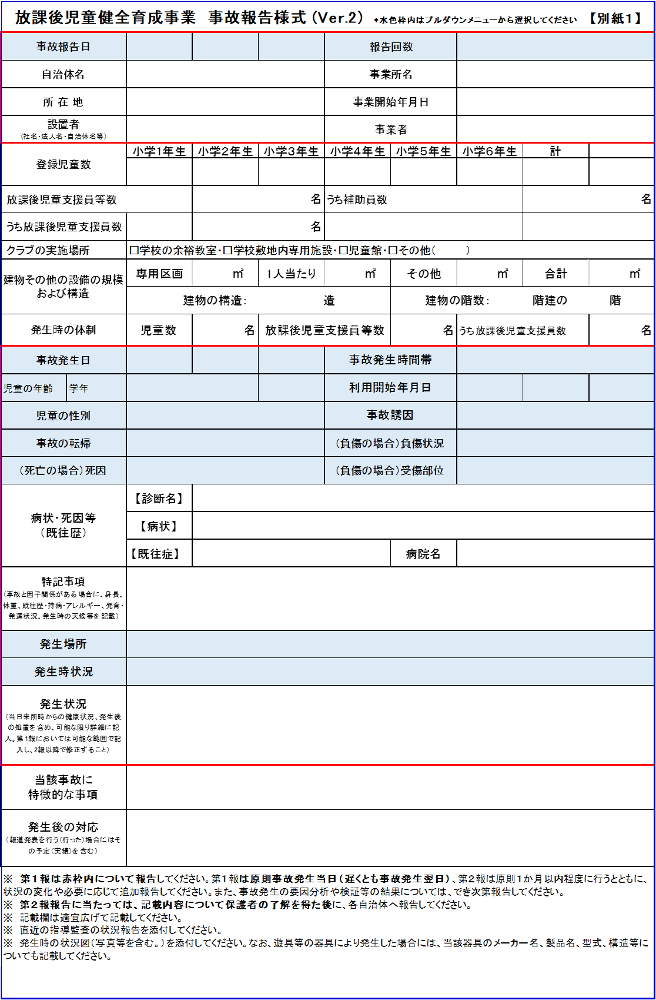 放課後児童健全育成事業　事故報告様式(Ver.2)　*水色枠内はプルダウンメニューから選択してください　【別紙１】
事故報告日　報告回数
自治体名　事業所名
所 在 地　事業開始年月日
設置者　事業者
（社名・法人名・自治体名等）
登録児童数　小学１年生　小学２年生　小学３年生　小学４年生　小学５年生　小学６年生　計
放課後児童支援員等数　名　うち補助員数　名
うち放課後児童支援員数　名
クラブの実施場所　□学校の余裕教室・□学校敷地内専用施設・□児童館・□その他（　　　）
建物その他の設備の規模
および構造
専用区画　㎡　１人当たり　㎡　その他　㎡　合計　㎡
建物の構造：　造　建物の階数：　階建の　階
発生時の体制　児童数　名　放課後児童支援員等数　名　うち放課後児童支援員数　名
事故発生日　事故発生時間帯
児童の年齢　学年　利用開始年月日
児童の性別　事故誘因
事故の転帰　（負傷の場合）負傷状況
（死亡の場合）死因　（負傷の場合）受傷部位
病状・死因等
（既往歴）
【診断名】
【病状】
【既往症】　病院名
特記事項
（事故と因子関係がある場合に、身長、
体重、既往歴・持病・アレルギー、発育・
発達状況、発生時の天候等を記載）
発生場所
発生時状況
発生状況
（当日来所時からの健康状況、発生後
の処置を含め、可能な限り詳細に記
入。第１報においては可能な範囲で記
入し、2報以降で修正すること）
当該事故に
特徴的な事項
発生後の対応
（報道発表を行う（行った）場合にはそ
の予定（実績）を含む）
※　第１報は赤枠内について報告してください。第１報は原則事故発生当日（遅くとも事故発生翌日）、第２報は原則１か月以内程度に行うとともに、
状況の変化や必要に応じて追加報告してください。また、事故発生の要因分析や検証等の結果については、でき次第報告してください。
※　第２報報告に当たっては、記載内容について保護者の了解を得た後に、各自治体へ報告してください。
※　記載欄は適宜広げて記載してください。
※　直近の指導監査の状況報告を添付してください。
※　発生時の状況図（写真等を含む。）を添付してください。なお、遊具等の器具により発生した場合には、当該器具のメーカー名、製品名、型式、構造等に
ついても記載してください。